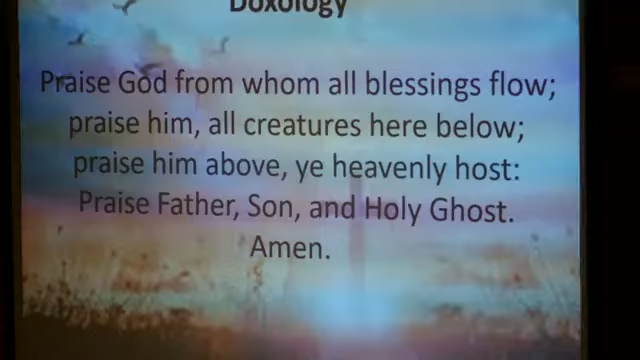 Doxology
Praise God from whom all blessings flow;
praise him, all creatures here below;
praise him above, ye heavenly host:
Praise Father, Son, and Holy Ghost.
Amen.